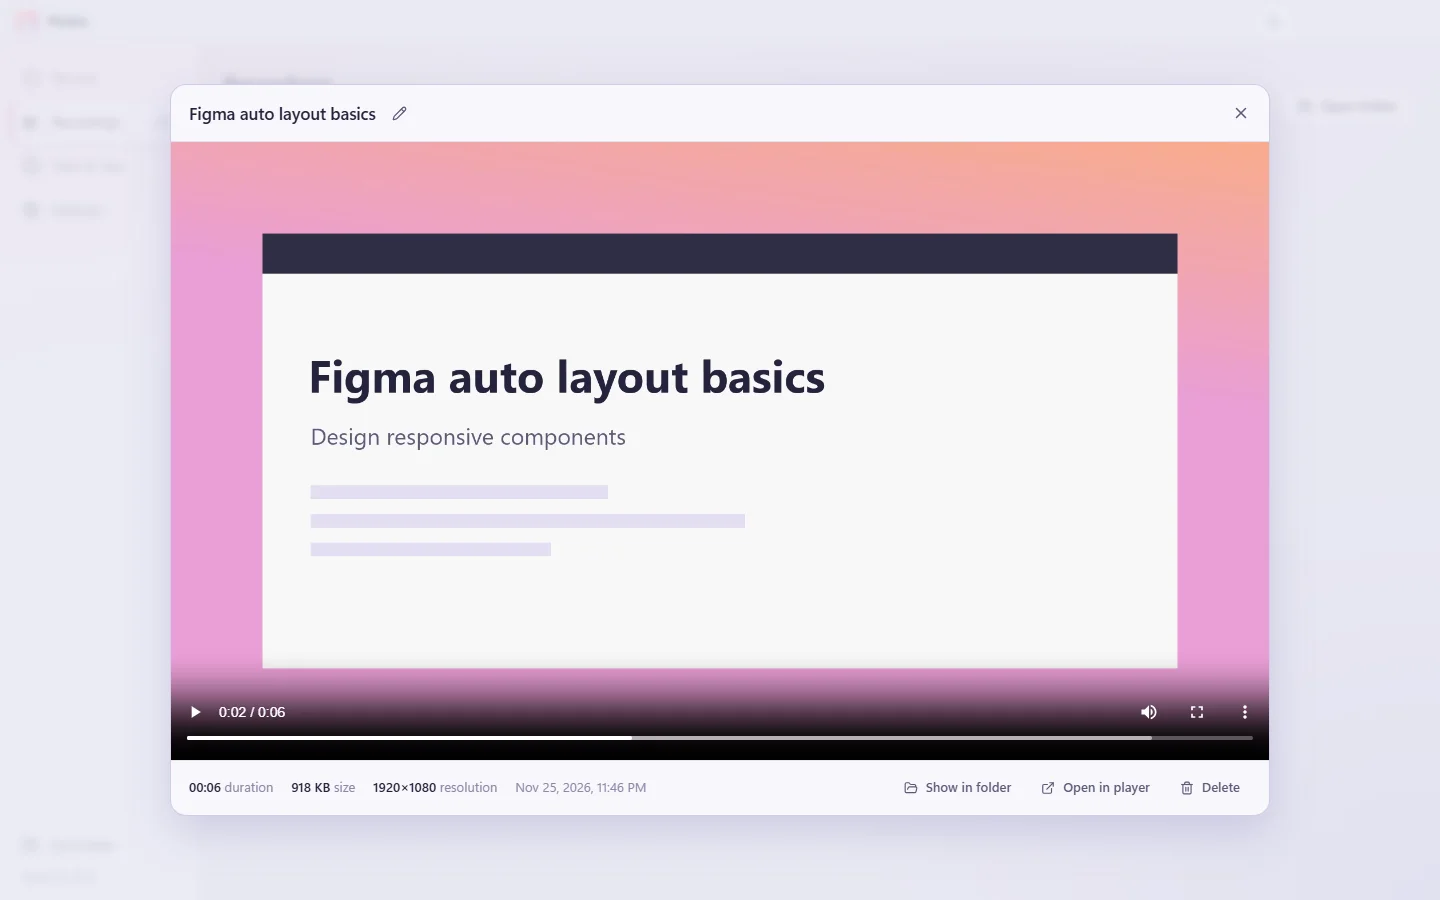 Figma auto layout basics
Figma auto layout basics
Design responsive components
0:02 / 0:06
00:06 duration 918 KB size 1920×1080 resolution Nov 25, 2026, 11:46 PM Show in folder Open in player Delete